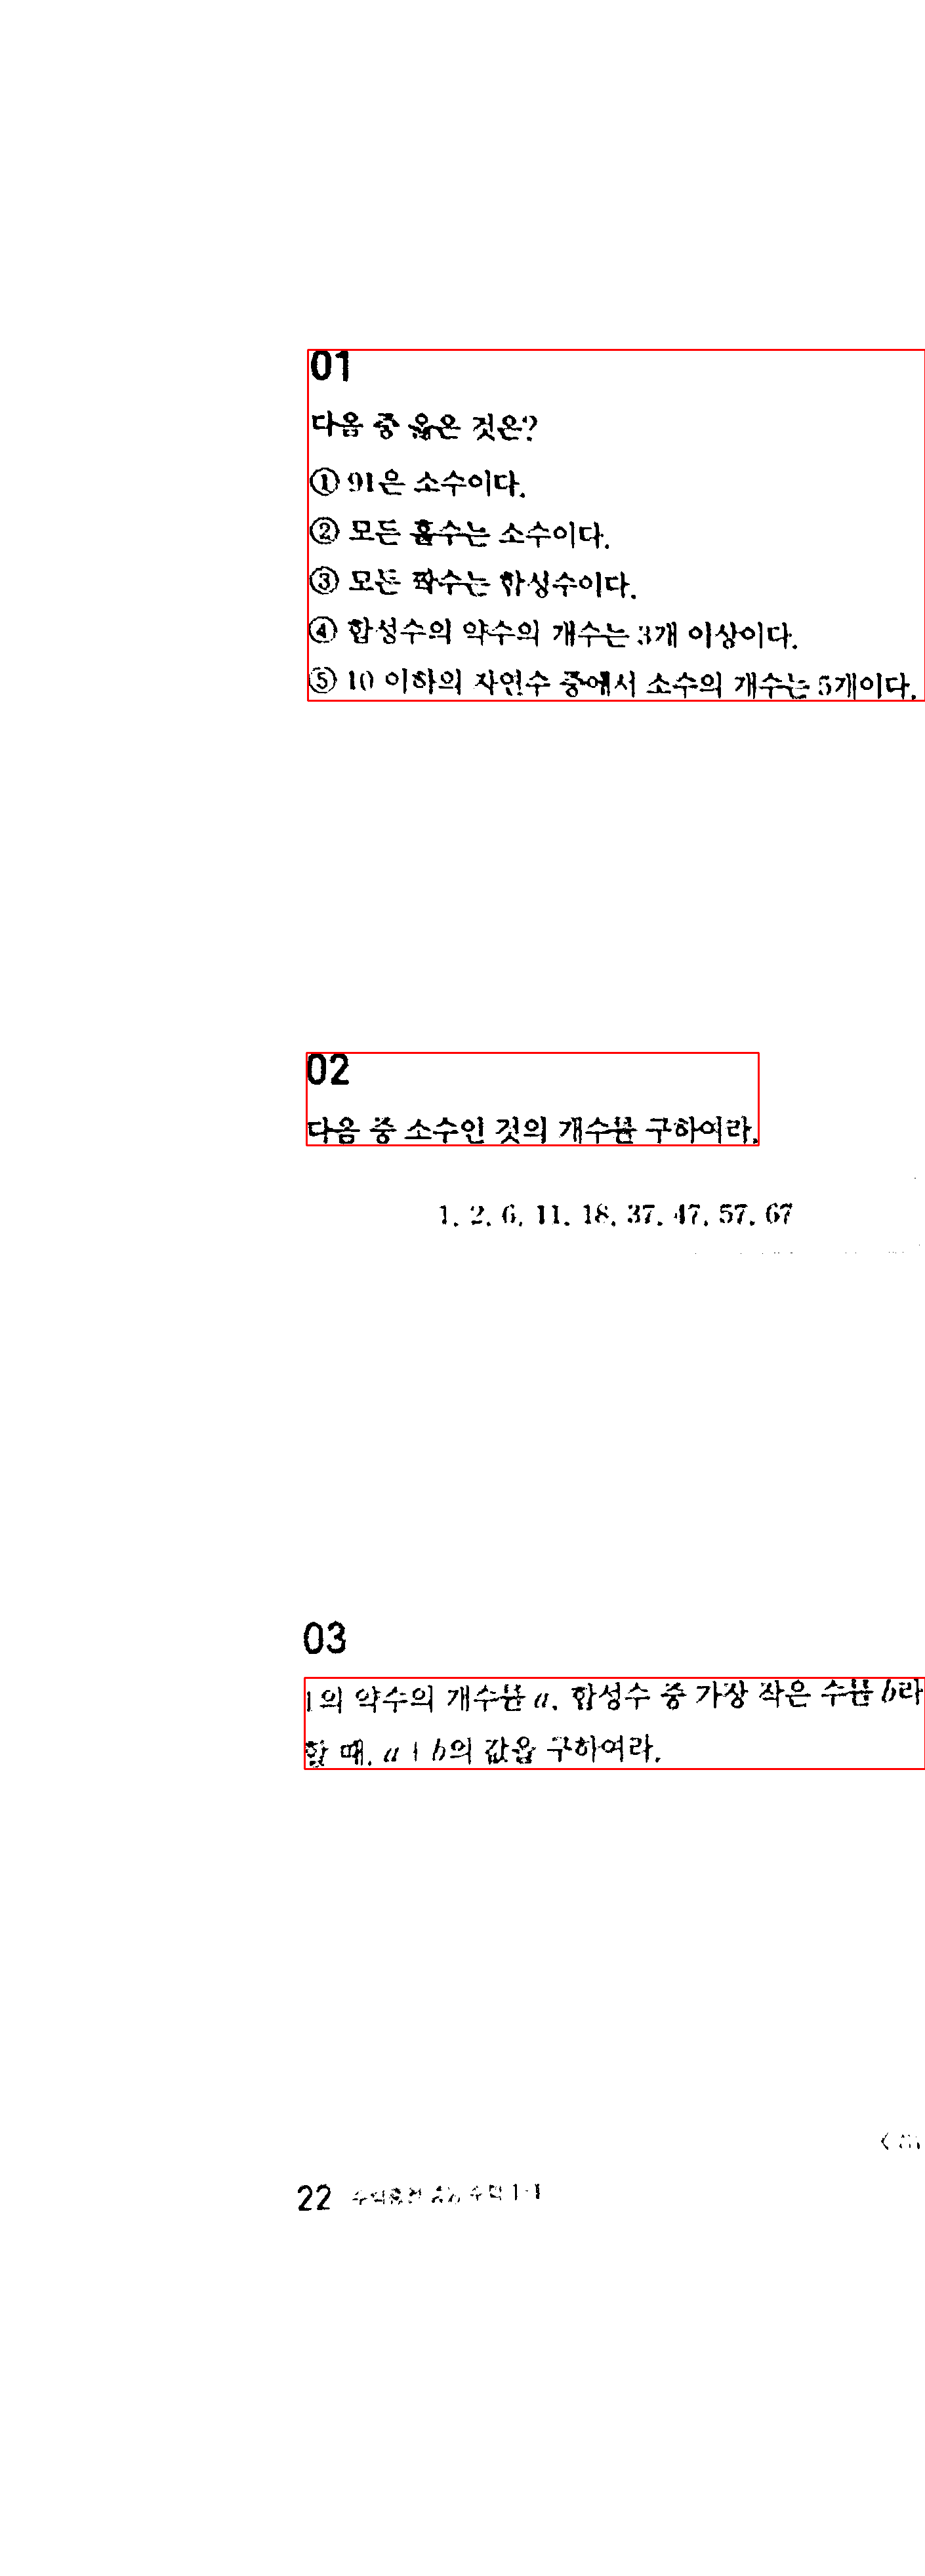 01
다음 중 옳은 것은?
① 91은 소수이다.
② 모든 홀수는 소수이다.
③ 모든 짝수는 합성수이다.
④ 합성수의 약수의 개수는 3개 이상이다.
⑤ 10 이하의 자연수 중에서 소수의 개수는 5개이다.
02
다음 중 소수인 것의 개수를 구하여라.
1, 2, 6, 11, 18, 37, 47, 57, 67
03
1의 약수의 개수를 a, 합성수 중 가장 작은 수를 b라
할 때, a + b의 값을 구하여라.
22 수학 1-1